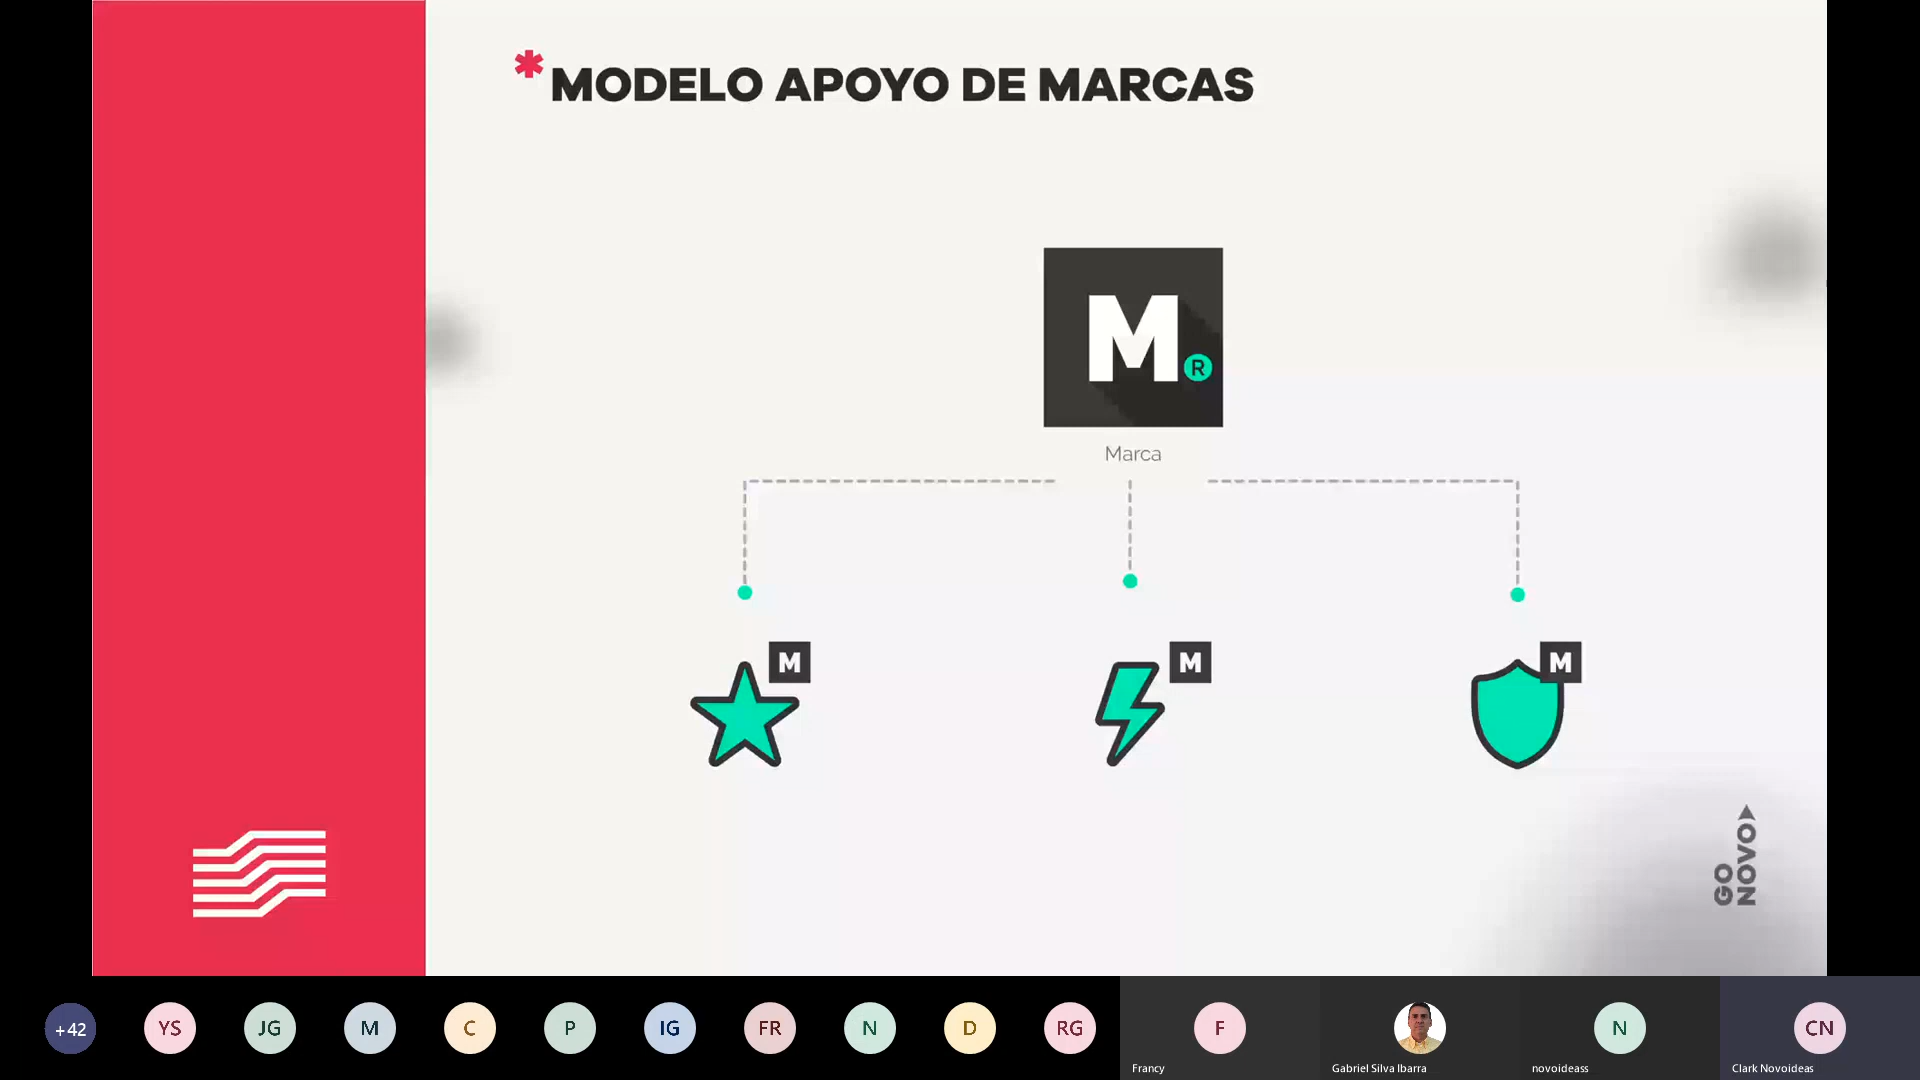 *MODELO APOYO DE MARCAS
M
R
Marca
M
M
M
GO
NOVO
+42
YS
JG
M
C
P
IG
FR
N
D
RG
F
N
CN
Francy
Gabriel Silva Ibarra
novoideass
Clark Novoideas